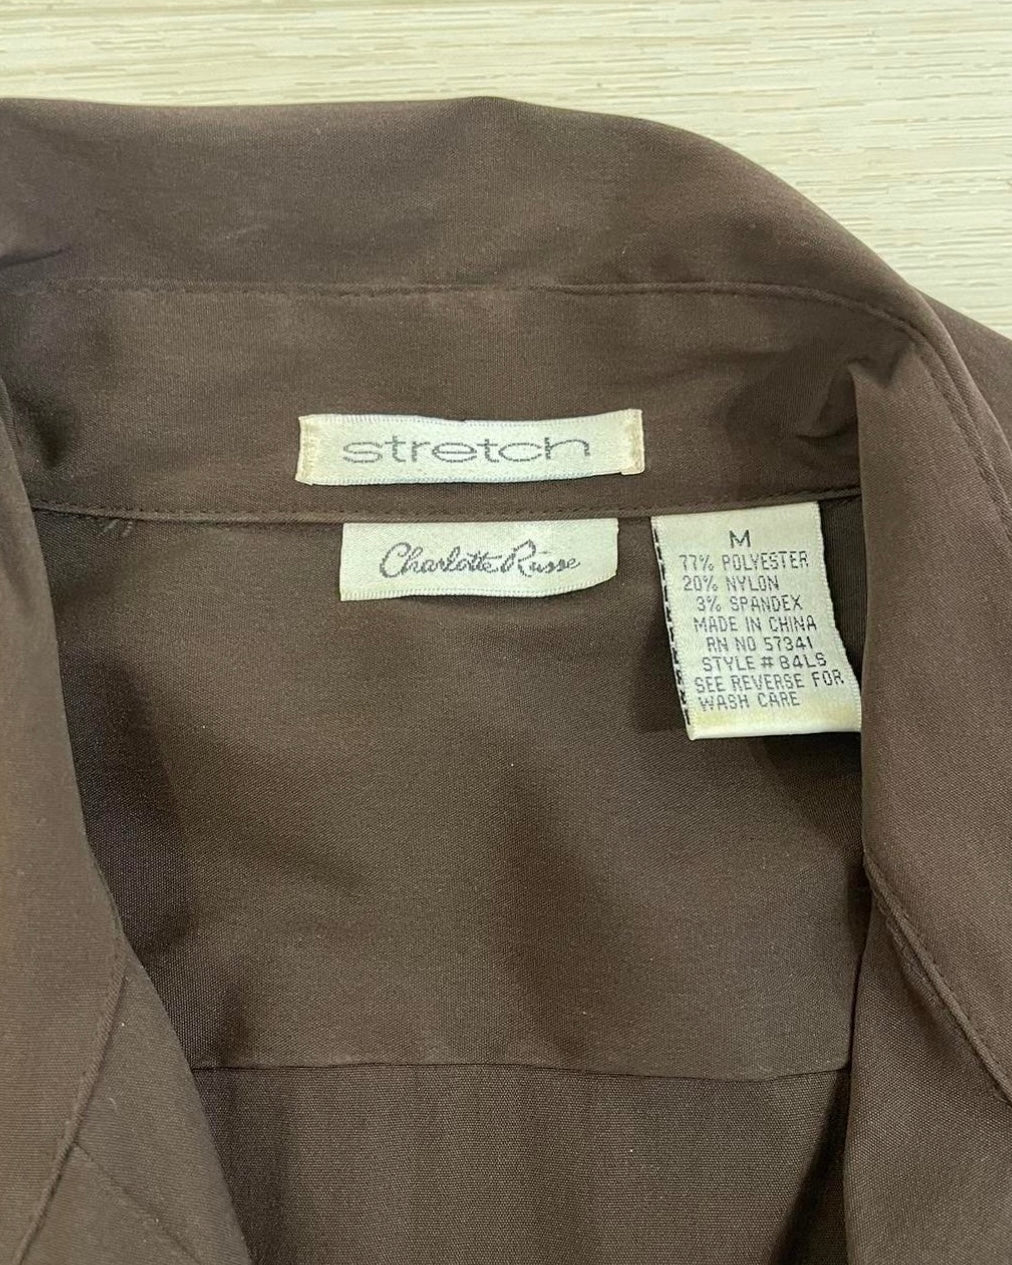 stretch
Charlotte Russe
M
77% POLYESTER
20% NYLON
3% SPANDEX
MADE IN CHINA
RN NO 57341
STYLE # 84LS
SEE REVERSE FOR
WASH CARE